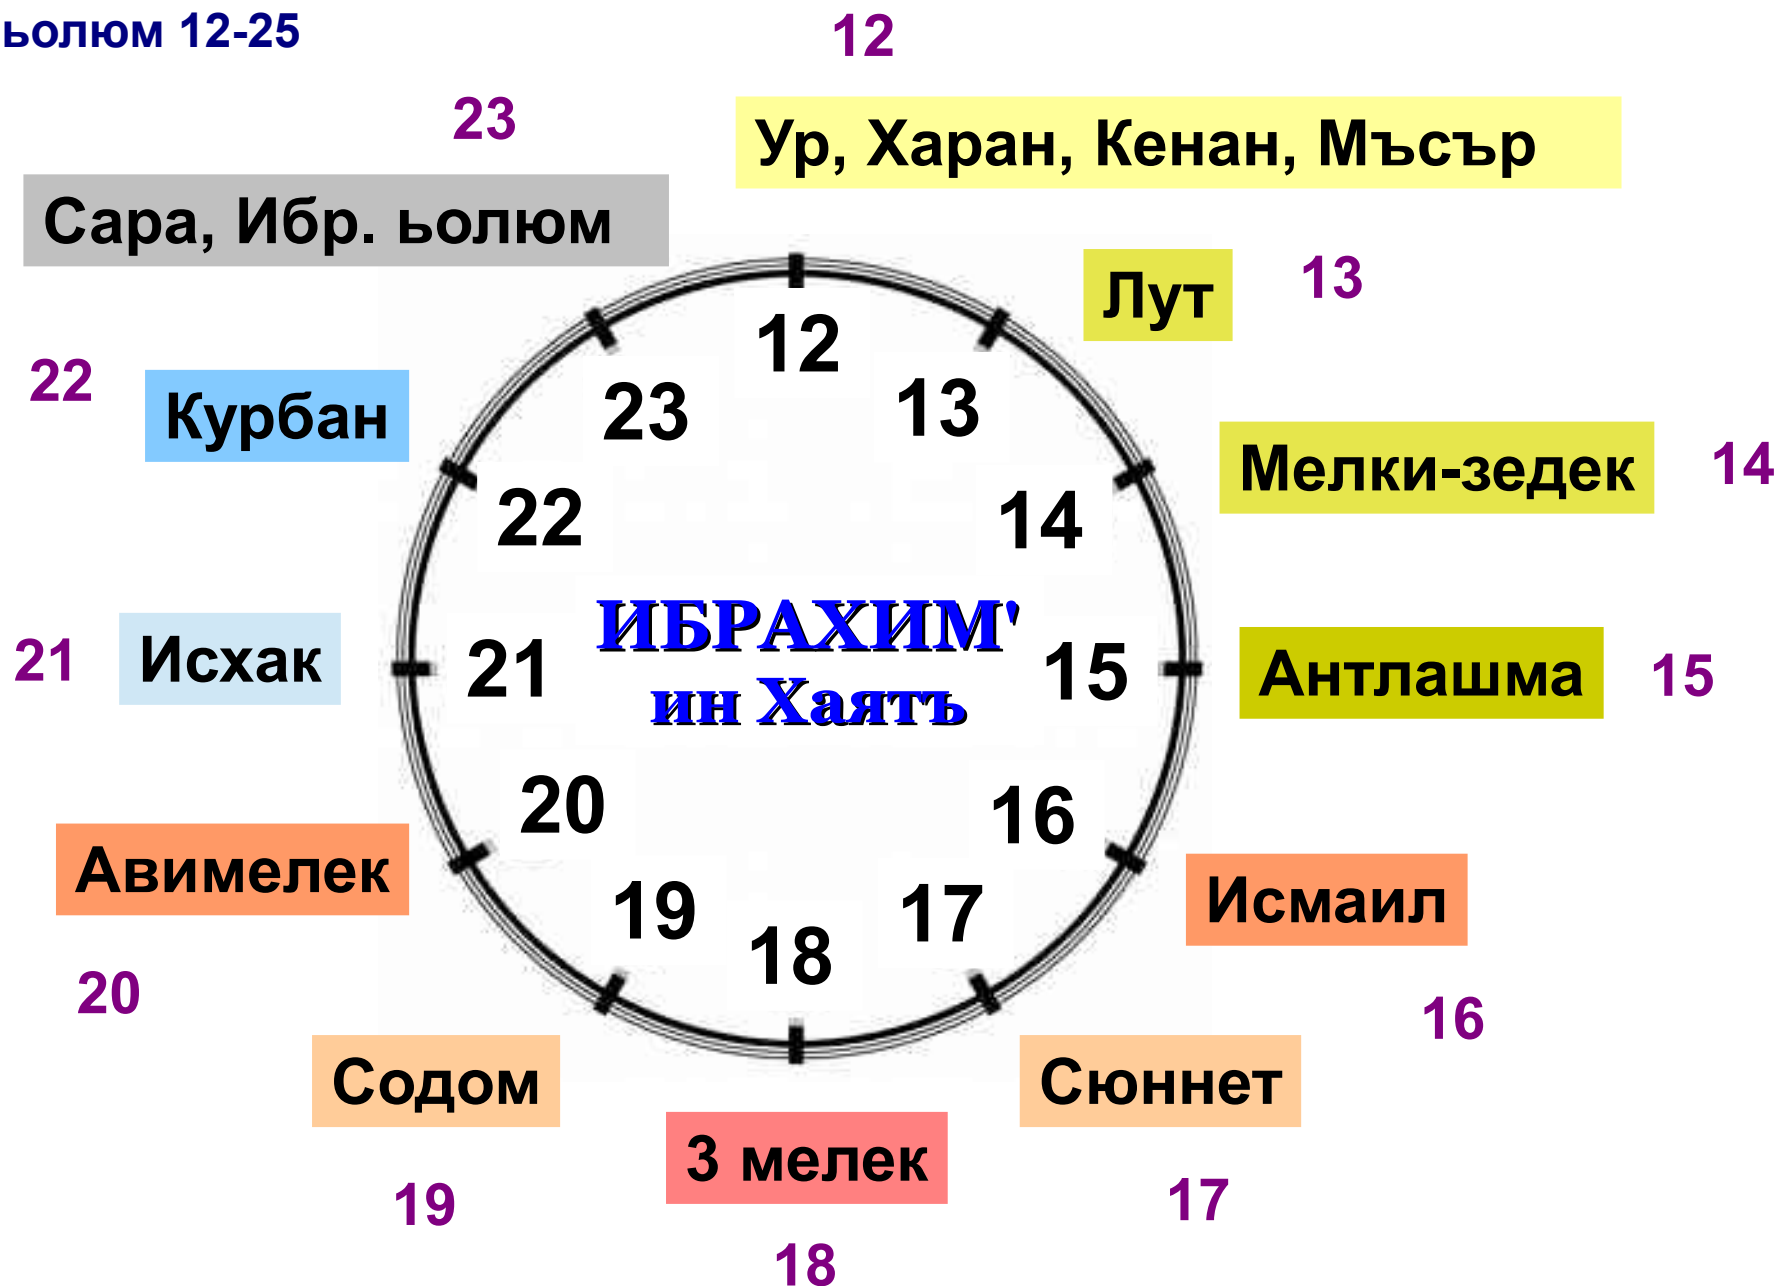 ьолюм 12-25
12
23
Ур, Харан, Кенан, Мъсър
Сара, Ибр. ьолюм
Лут
13
12
22
Курбан
23
13
Мелки-зедек
14
22
14
ИБРАХИМ'
ин Хаятъ
21
Исхак
21
15
Антлашма
15
20
16
Авимелек
Исмаил
19
17
18
20
16
Содом
Сюннет
3 мелек
19
17
18